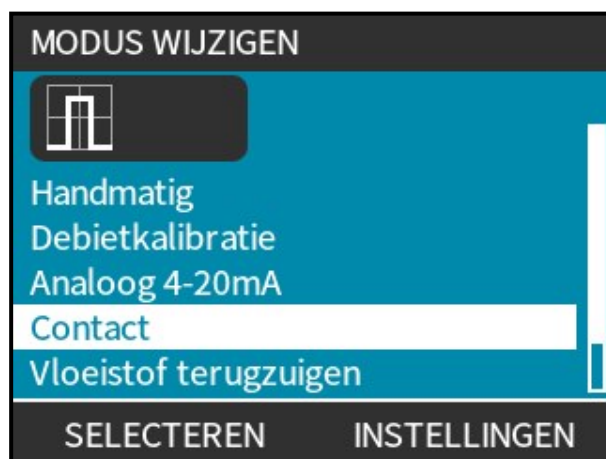 MODUS WIJZIGEN
Handmatig
Debietkalibratie
Analoog 4-20mA
Contact
Vloeistof terugzuigen
SELECTEREN INSTELLINGEN